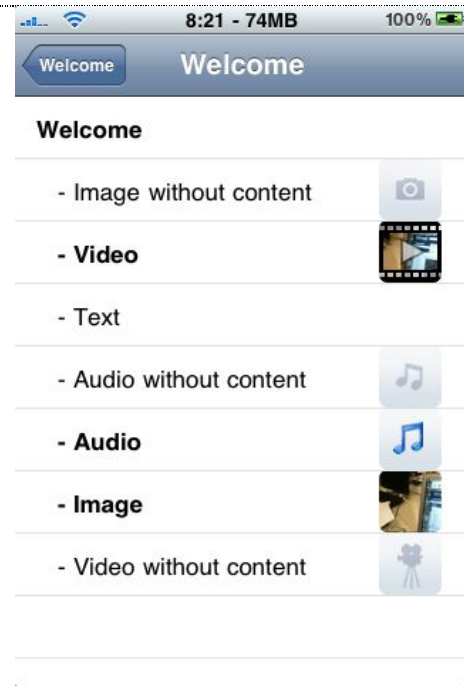 8:21 - 74MB
100%
Welcome
Welcome
Welcome
- Image without content
- Video
- Text
- Audio without content
- Audio
- Image
- Video without content